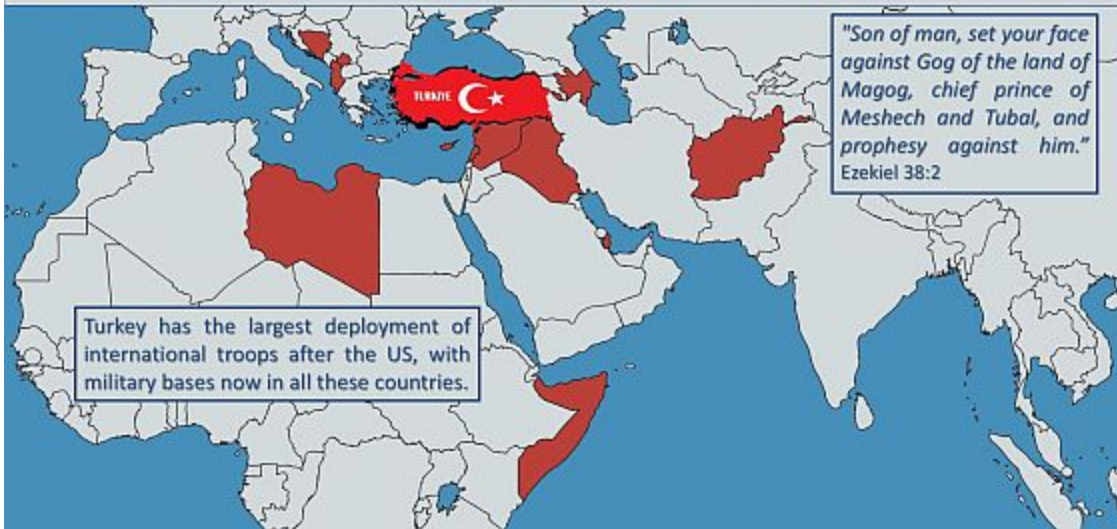 "Son of man, set your face
against Gog of the land of
Magog, chief prince of
Meshech and Tubal, and
prophesy against him."
Ezekiel 38:2
TURKIYE
Turkey has the largest deployment of
international troops after the US, with
military bases now in all these countries.